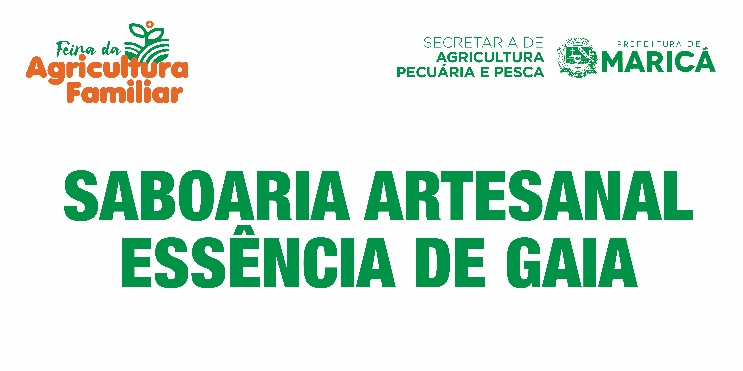 Feira da
Agricultura
Familiar
SECRETARIA DE
AGRICULTURA
PECUÁRIA E PESCA
PREFEITURA DE
MARICÁ
SABOARIA ARTESANAL
ESSÊNCIA DE GAIA